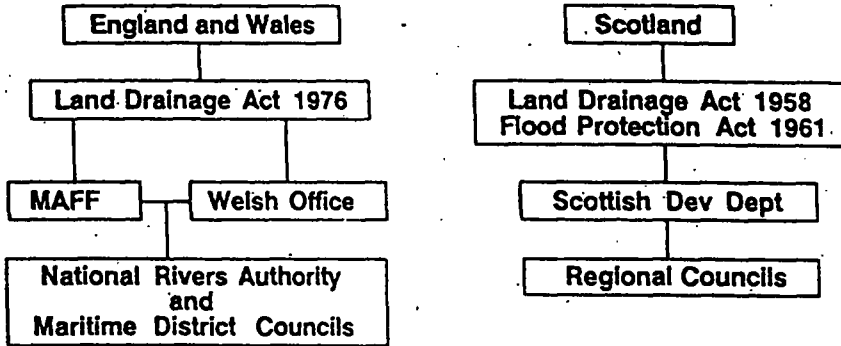 England and Wales
Land Drainage Act 1976
MAFF
Welsh Office
National Rivers Authority
and
Maritime District Councils
Scotland
Land Drainage Act 1958
Flood Protection Act 1961
Scottish Dev Dept
Regional Councils